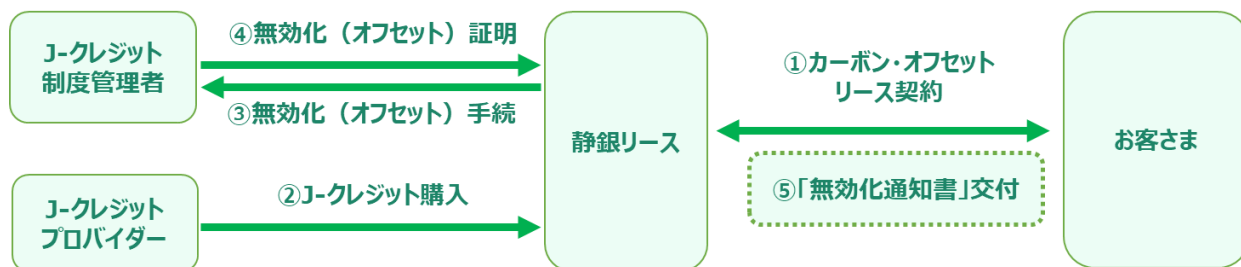 J-クレジット
制度管理者
④無効化（オフセット）証明
③無効化（オフセット）手続
J-クレジット
プロバイダー
②J-クレジット購入
静銀リース
①カーボン・オフセット
リース契約
⑤「無効化通知書」交付
お客さま